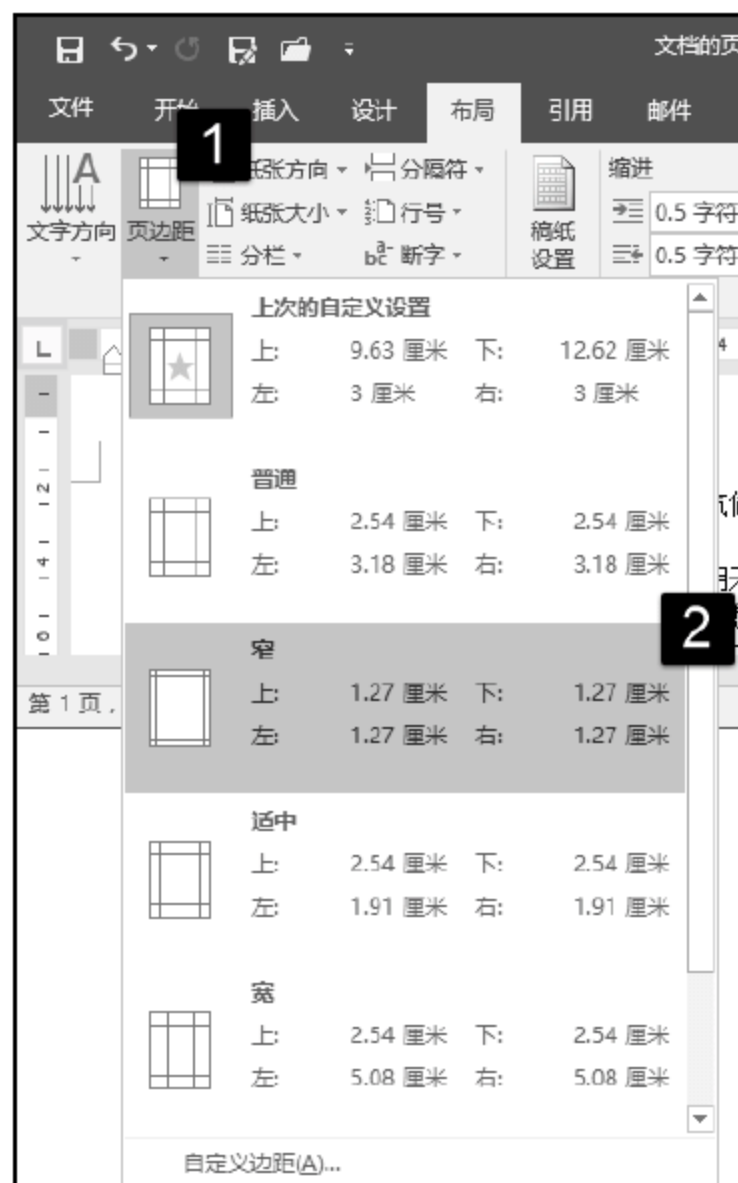 文档的页
文件 开始 插入 设计 布局 引用 邮件
1
文字方向
页边距
纸张方向
纸张大小
分栏
分隔符
行号
断字
稿纸
设置
缩进
0.5 字符
0.5 字符
上次的自定义设置
上: 9.63 厘米 下: 12.62 厘米
左: 3 厘米 右: 3 厘米
普通
上: 2.54 厘米 下: 2.54 厘米
左: 3.18 厘米 右: 3.18 厘米
2
窄
上: 1.27 厘米 下: 1.27 厘米
左: 1.27 厘米 右: 1.27 厘米
适中
上: 2.54 厘米 下: 2.54 厘米
左: 1.91 厘米 右: 1.91 厘米
宽
上: 2.54 厘米 下: 2.54 厘米
左: 5.08 厘米 右: 5.08 厘米
自定义边距(A)...
L
4
2
4
6
第 1 页，